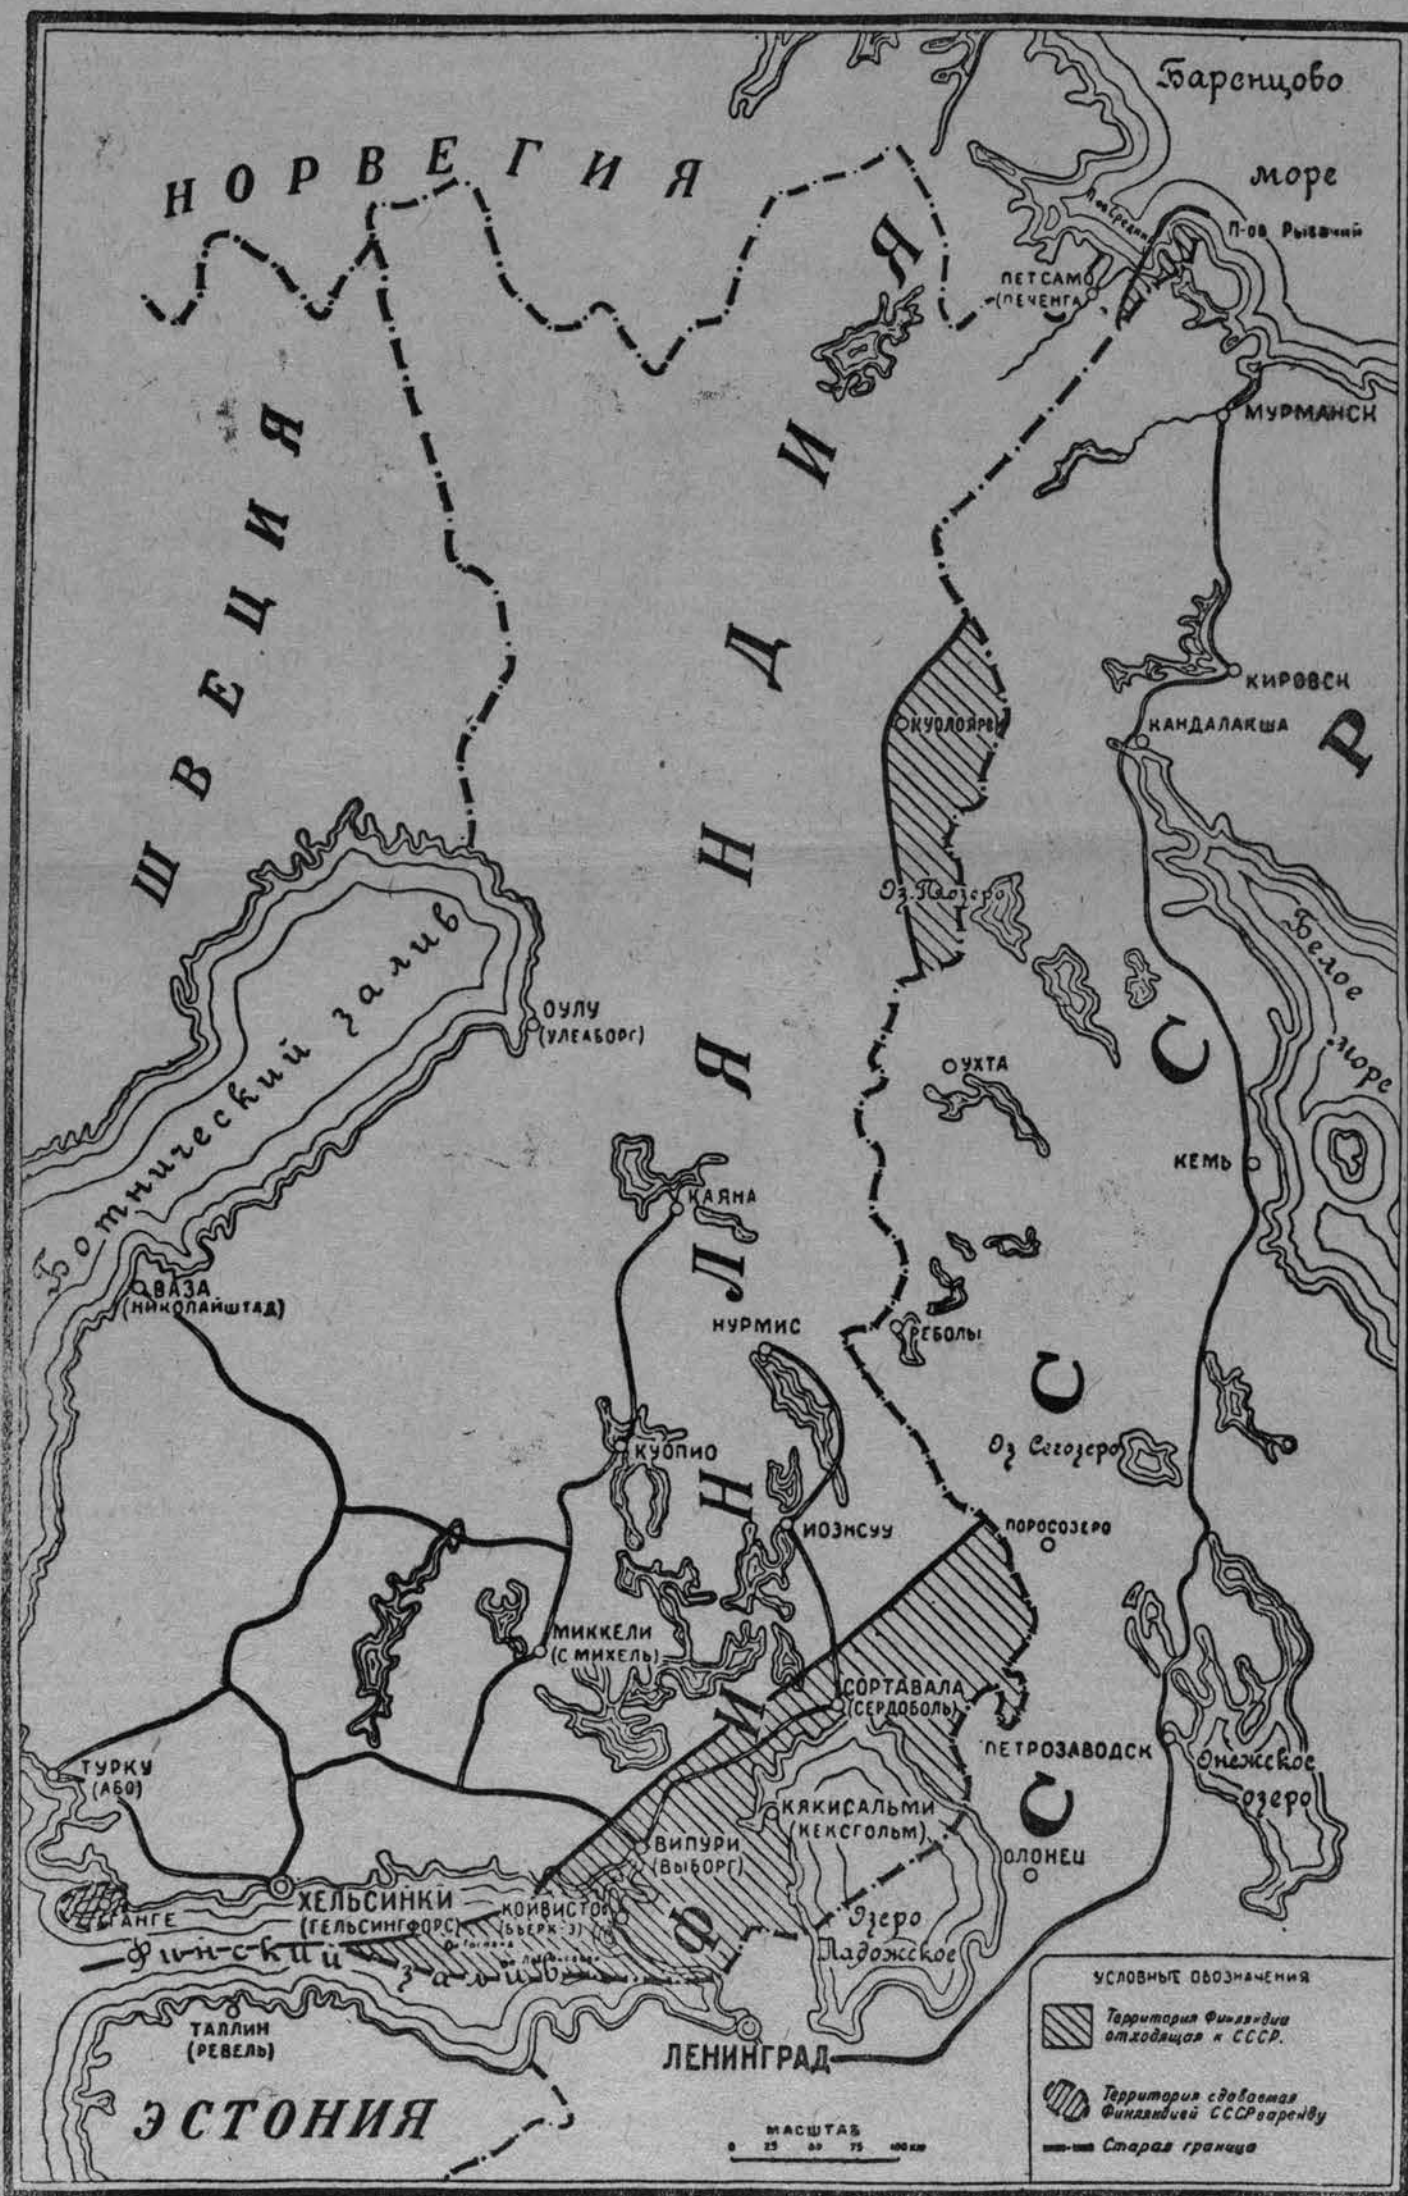 Баренцово
море
НОРВЕГИЯ
П-ов Средний
П-ов Рыбачий
ПЕТСАМО
(ПЕЧЕНГА)
МУРМАНСК
ШВЕЦИЯ
ФИНЛЯНДИЯ
СССР
КИРОВСК
КУОЛОЯРВИ
КАНДАЛАКША
Оз. Пяозеро
Белое
море
Ботнический залив
ОУЛУ
(УЛЕАБОРГ)
УХТА
КЕМЬ
КАЯНА
ВАЗА
(НИКОЛАЙШТАД)
НУРМИС
РЕБОЛЫ
КУОПИО
Оз Сегозеро
ИОЭНСУУ
ПОРОСОЗЕРО
МИККЕЛИ
(С МИХЕЛЬ)
СОРТАВАЛА
(СЕРДОБОЛЬ)
ПЕТРОЗАВОДСК
Онежское
озеро
ТУРКУ
(АБО)
КЯКИСАЛЬМИ
(КЕКСГОЛЬМ)
ВИПУРИ
(ВЫБОРГ)
ОЛОНЕЦ
ХЕЛЬСИНКИ
(ГЕЛЬСИНГФОРС)
КОЙВИСТО
(БЬЕРК-Э)
ГАНГЕ
Озеро
Ладожское
Финский залив
ТАЛЛИН
(РЕВЕЛЬ)
ЛЕНИНГРАД
ЭСТОНИЯ
УСЛОВНЫЕ ОБОЗНАЧЕНИЯ
Территория Финляндии
отходящая к СССР.
Территория сдаваемая
Финляндией СССР в аренду
Старая граница
МАСШТАБ
0 25 50 75 100 км